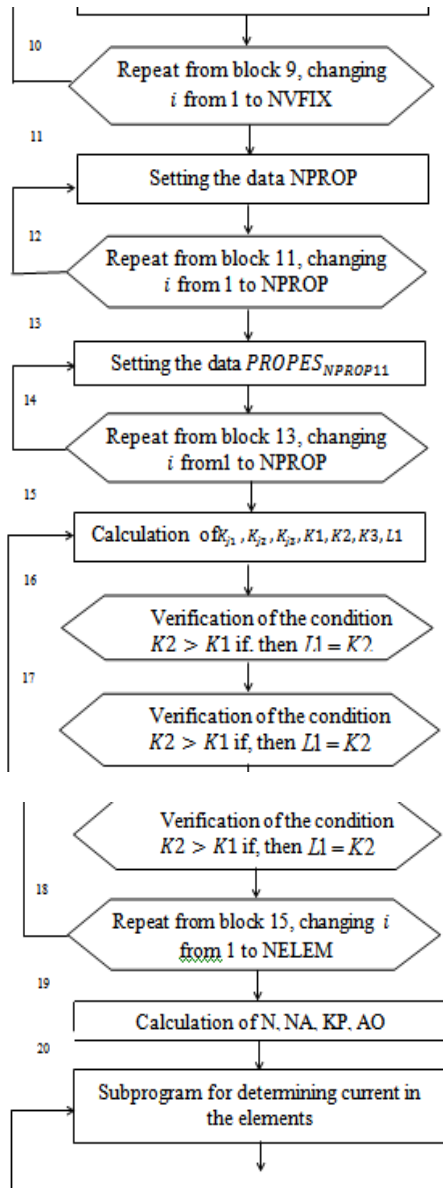 10
Repeat from block 9, changing
i from 1 to NVFIX
11
Setting the data NPROP
12
Repeat from block 11, changing
i from 1 to NPROP
13
Setting the data PROPES_NPROP11
14
Repeat from block 13, changing
i from1 to NPROP
15
Calculation of K_j1, K_j2, K_j3, K1, K2, K3, L1
16
Verification of the condition
K2 > K1 if, then L1 = K2
17
Verification of the condition
K2 > K1 if, then L1 = K2
Verification of the condition
K2 > K1 if, then L1 = K2
18
Repeat from block 15, changing i
from 1 to NELEM
19
Calculation of N, NA, KP, AO
20
Subprogram for determining current in
the elements